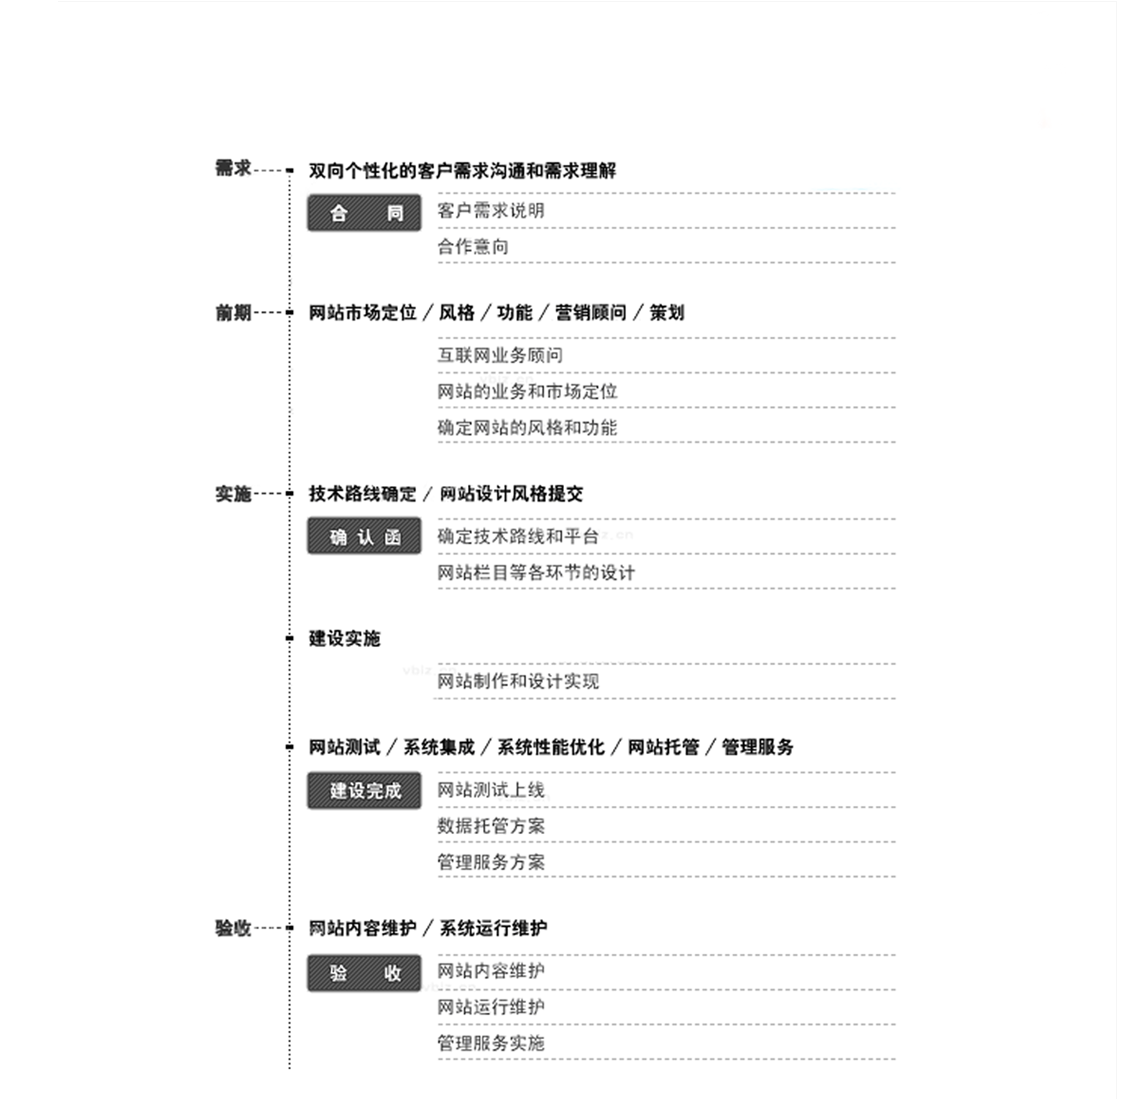 需求 双向个性化的客户需求沟通和需求理解
合 同 客户需求说明
合作意向
前期 网站市场定位 / 风格 / 功能 / 营销顾问 / 策划
互联网业务顾问
网站的业务和市场定位
确定网站的风格和功能
实施 技术路线确定 / 网站设计风格提交
确 认 函 确定技术路线和平台
网站栏目等各环节的设计
建设实施
网站制作和设计实现
网站测试 / 系统集成 / 系统性能优化 / 网站托管 / 管理服务
建设完成 网站测试上线
数据托管方案
管理服务方案
验收 网站内容维护 / 系统运行维护
验 收 网站内容维护
网站运行维护
管理服务实施